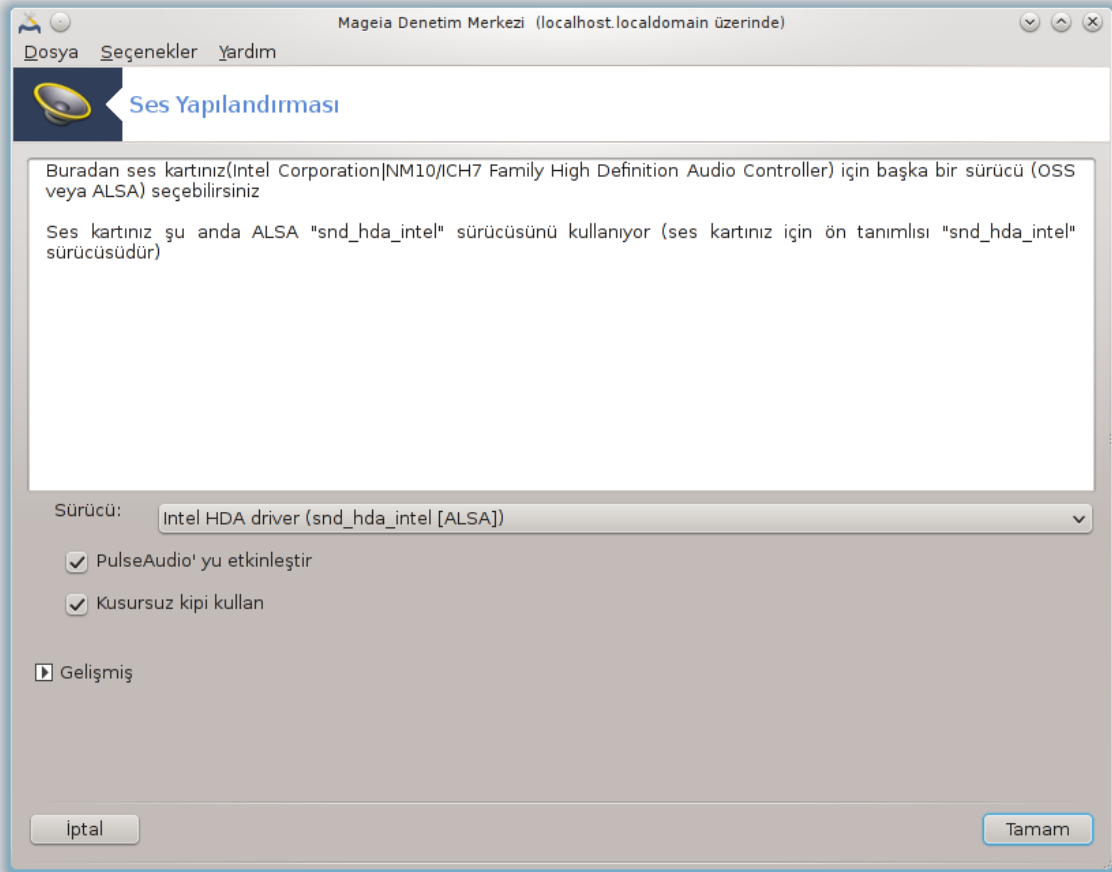 Mageia Denetim Merkezi (localhost.localdomain üzerinde)
Dosya Seçenekler Yardım
Ses Yapılandırması
Buradan ses kartınız(Intel Corporation|NM10/ICH7 Family High Definition Audio Controller) için başka bir sürücü (OSS
veya ALSA) seçebilirsiniz
Ses kartınız şu anda ALSA "snd_hda_intel" sürücüsünü kullanıyor (ses kartınız için ön tanımlısı "snd_hda_intel"
sürücüsüdür)
Sürücü:
Intel HDA driver (snd_hda_intel [ALSA])
PulseAudio' yu etkinleştir
Kusursuz kipi kullan
Gelişmiş
İptal
Tamam